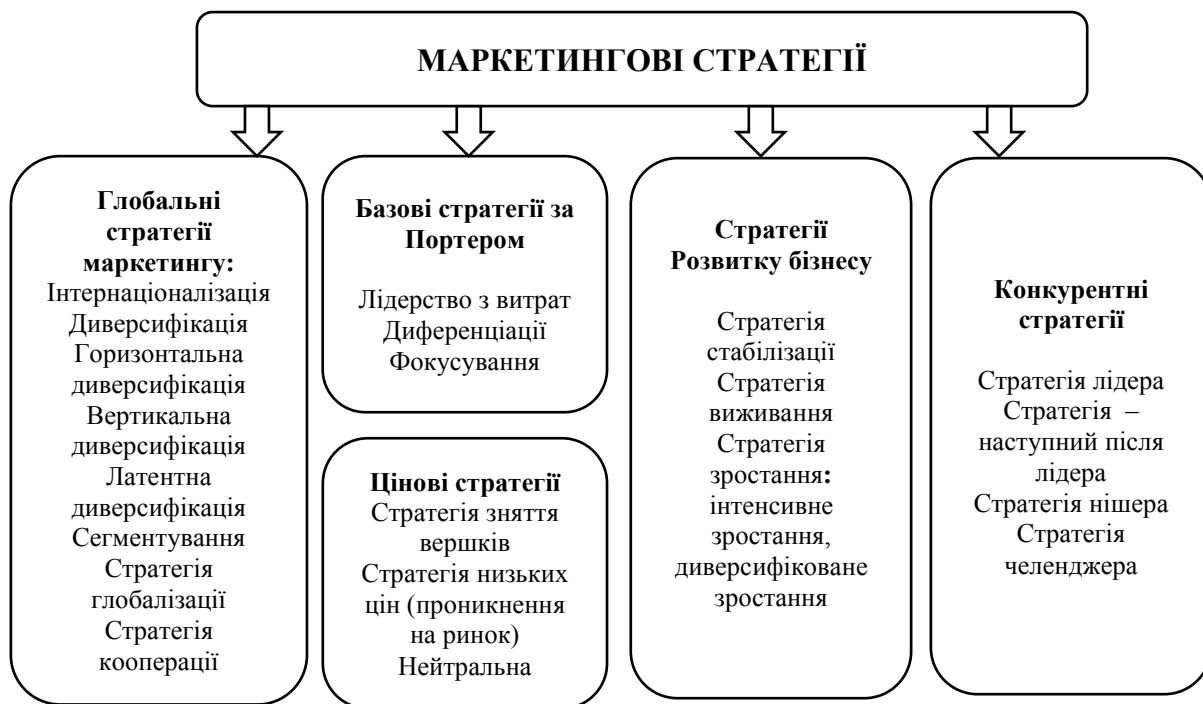 МАРКЕТИНГОВІ СТРАТЕГІЇ
Глобальні
стратегії
маркетингу:
Інтернаціоналізація
Диверсифікація
Горизонтальна
диверсифікація
Вертикальна
диверсифікація
Латентна
диверсифікація
Сегментування
Стратегія
глобалізації
Стратегія
кооперації
Базові стратегії за
Портером
Лідерство з витрат
Диференціації
Фокусування
Цінові стратегії
Стратегія зняття
вершків
Стратегія низьких
цін (проникнення
на ринок)
Нейтральна
Стратегії
Розвитку бізнесу
Стратегія
стабілізації
Стратегія
виживання
Стратегія
зростання:
інтенсивне
зростання,
диверсифіковане
зростання
Конкурентні
стратегії
Стратегія лідера
Стратегія –
наступний після
лідера
Стратегія нішера
Стратегія
челенджера